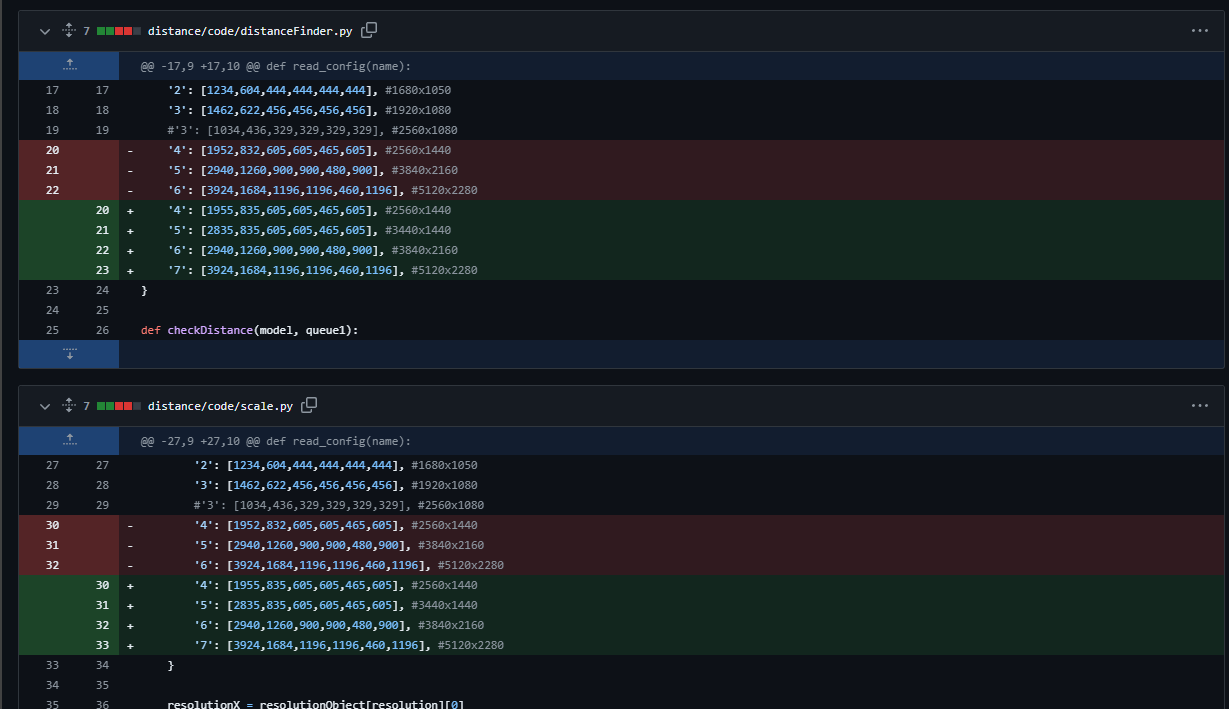 7 distance/code/distanceFinder.py
@@ -17,9 +17,10 @@ def read_config(name):
17 17 '2': [1234,604,444,444,444,444], #1680x1050
18 18 '3': [1462,622,456,456,456,456], #1920x1080
19 19 #'3': [1034,436,329,329,329,329], #2560x1080
20 - '4': [1952,832,605,605,465,605], #2560x1440
21 - '5': [2940,1260,900,900,480,900], #3840x2160
22 - '6': [3924,1684,1196,1196,460,1196], #5120x2280
20 + '4': [1955,835,605,605,465,605], #2560x1440
21 + '5': [2835,835,605,605,465,605], #3440x1440
22 + '6': [2940,1260,900,900,480,900], #3840x2160
23 + '7': [3924,1684,1196,1196,460,1196], #5120x2280
23 24 }
24 25
25 26 def checkDistance(model, queue1):
7 distance/code/scale.py
@@ -27,9 +27,10 @@ def read_config(name):
27 27 '2': [1234,604,444,444,444,444], #1680x1050
28 28 '3': [1462,622,456,456,456,456], #1920x1080
29 29 #'3': [1034,436,329,329,329,329], #2560x1080
30 - '4': [1952,832,605,605,465,605], #2560x1440
31 - '5': [2940,1260,900,900,480,900], #3840x2160
32 - '6': [3924,1684,1196,1196,460,1196], #5120x2280
30 + '4': [1955,835,605,605,465,605], #2560x1440
31 + '5': [2835,835,605,605,465,605], #3440x1440
32 + '6': [2940,1260,900,900,480,900], #3840x2160
33 + '7': [3924,1684,1196,1196,460,1196], #5120x2280
33 34 }
34 35
35 36 resolutionX = resolutionObject[resolution][0]